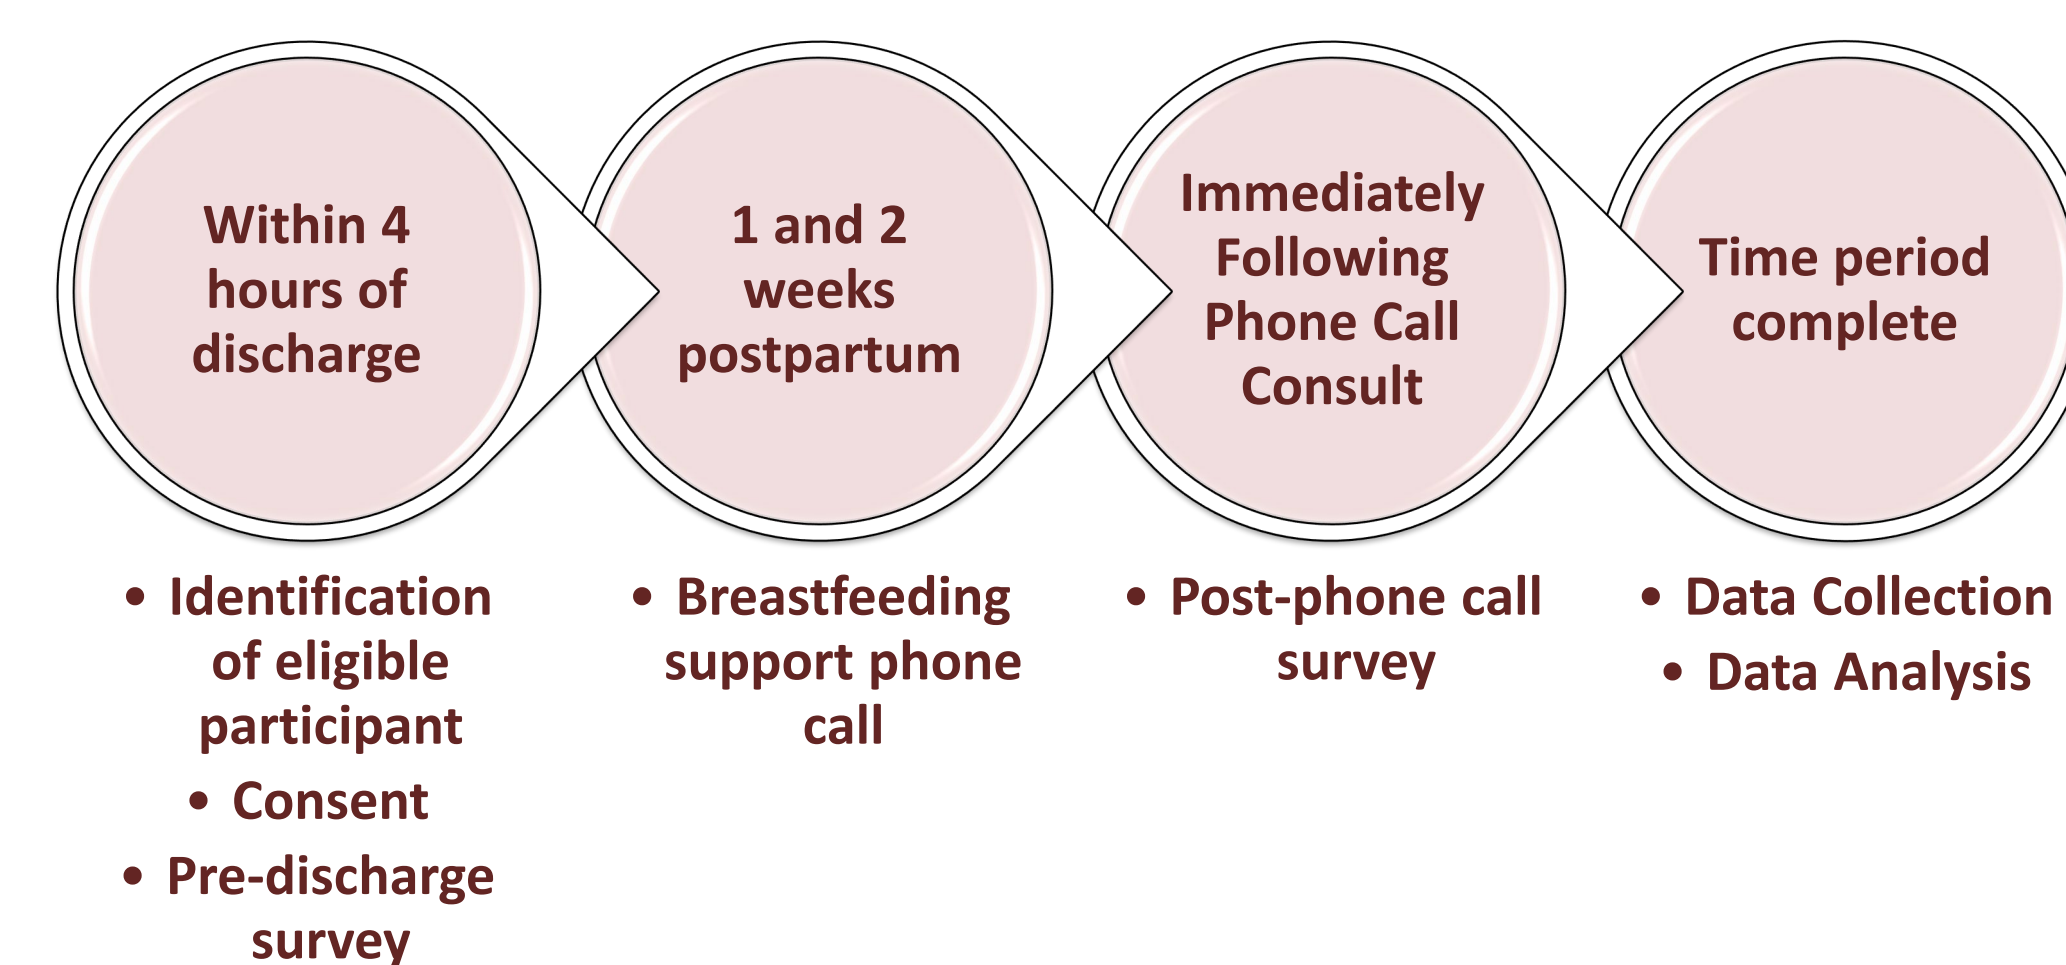 Within 4
hours of
discharge
1 and 2
weeks
postpartum
Immediately
Following
Phone Call
Consult
Time period
complete
• Identification
of eligible
participant
• Consent
• Pre-discharge
survey
• Breastfeeding
support phone
call
• Post-phone call
survey
• Data Collection
• Data Analysis